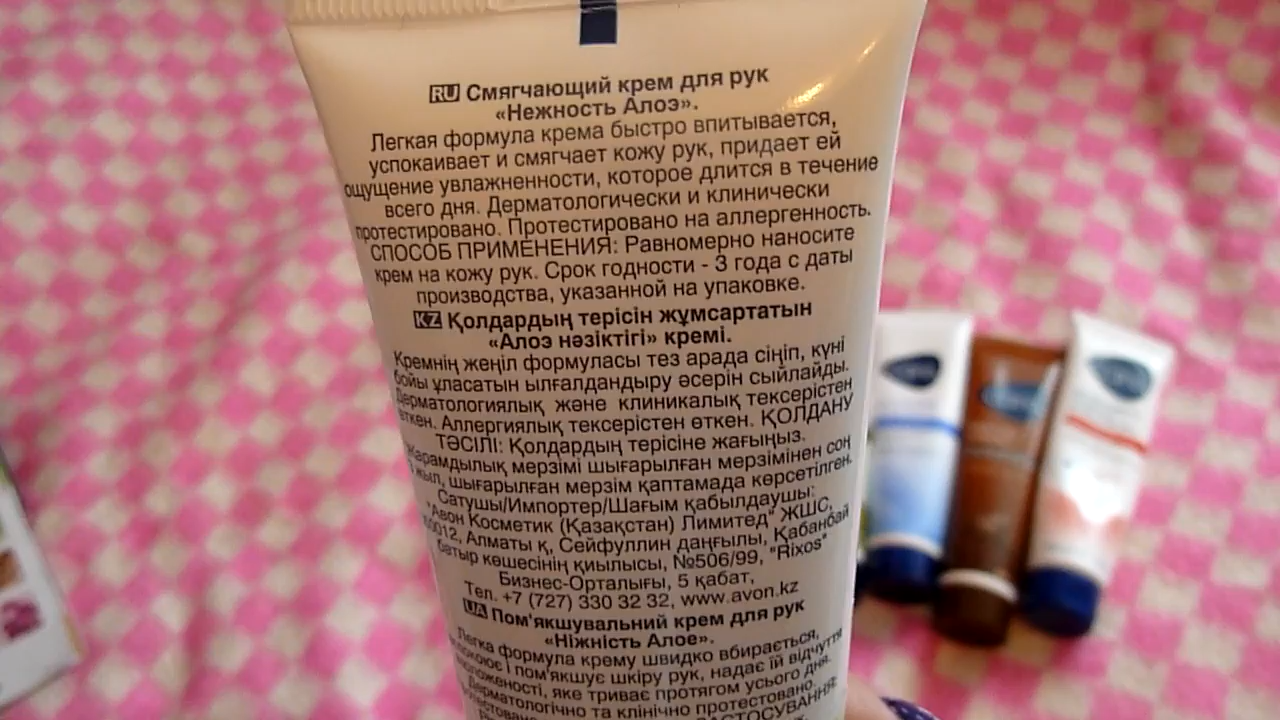 RU Смягчающий крем для рук
«Нежность Алоэ».
Легкая формула крема быстро впитывается,
успокаивает и смягчает кожу рук, придает ей
ощущение увлажненности, которое длится в течение
всего дня. Дерматологически и клинически
протестировано. Протестировано на аллергенность.
СПОСОБ ПРИМЕНЕНИЯ: Равномерно наносите
крем на кожу рук. Срок годности - 3 года с даты
производства, указанной на упаковке.
KZ Қолдардың терісін жұмсартатын
«Алоэ нәзіктігі» кремі.
Кремнің жеңіл формуласы тез арада сіңіп, күні
бойы ұласатын ылғалдандыру әсерін сыйлайды.
Дерматологиялық және клиникалық тексерістен
өткен. Аллергиялық тексерістен өткен. ҚОЛДАНУ
ТӘСІЛІ: Қолдардың терісіне жағыңыз.
Жарамдылық мерзімі шығарылған мерзімінен соң
жыл, шығарылған мерзім қаптамада көрсетілген.
Сатушы/Импортер/Шағым қабылдаушы:
"Авон Косметик (Қазақстан) Лимитед" ЖШС,
Алматы қ, Сейфуллин даңғылы, Қабанбай
батыр көшесінің қиылысы, №506/99, "Rixos"
Бизнес-Орталығы, 5 қабат,
Тел. +7 (727) 330 32 32, www.avon.kz
UA Пом'якшувальний крем для рук
«Ніжність Алое».
Легка формула крему швидко вбирається,
і пом'якшує шкіру рук, надає їй відчуття
яке триває протягом усього дня.
Дерматологічно та клінічно протестовано.
ЗАСТОСУВАННЯ: